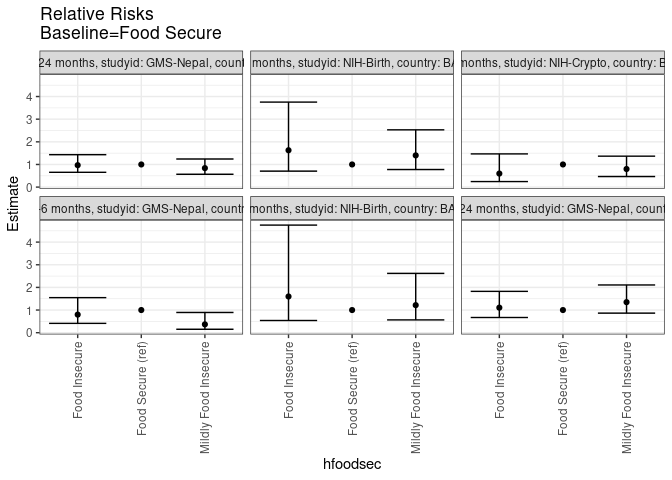 Relative Risks
Baseline=Food Secure
24 months, studyid: GMS-Nepal, count
months, studyid: NIH-Birth, country: BA
months, studyid: NIH-Crypto, country: B
4
3
2
1
0
Estimate
-6 months, studyid: GMS-Nepal, countr
months, studyid: NIH-Birth, country: BA
24 months, studyid: GMS-Nepal, count
4
3
2
1
0
Food Insecure
Food Secure (ref)
Mildly Food Insecure
Food Insecure
Food Secure (ref)
Mildly Food Insecure
Food Insecure
Food Secure (ref)
Mildly Food Insecure
hfoodsec